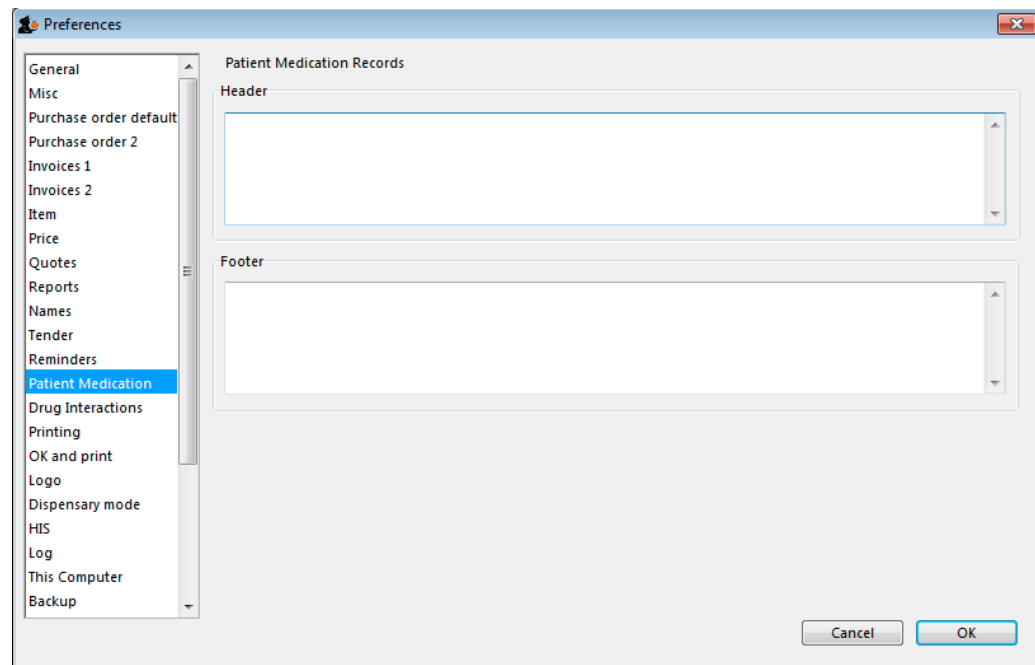 Preferences
General
Misc
Purchase order default
Purchase order 2
Invoices 1
Invoices 2
Item
Price
Quotes
Reports
Names
Tender
Reminders
Patient Medication
Drug Interactions
Printing
OK and print
Logo
Dispensary mode
HIS
Log
This Computer
Backup
Patient Medication Records
Header
Footer
Cancel
OK